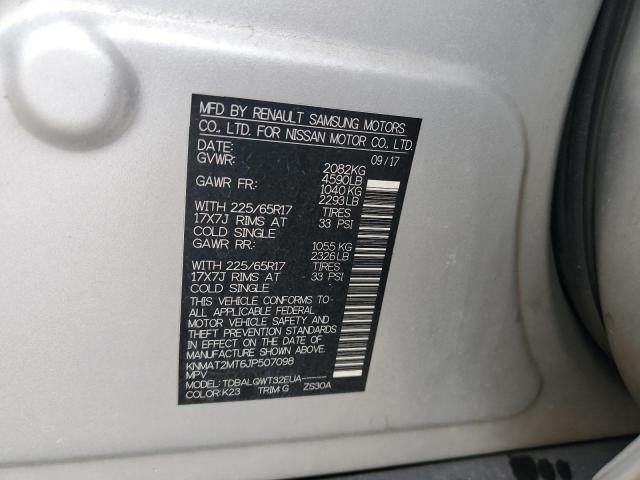 MFD BY RENAULT SAMSUNG MOTORS
CO., LTD. FOR NISSAN MOTOR CO., LTD.
DATE: 09/17
GVWR: 2082KG
4590LB
GAWR FR: 1040 KG
2293LB
WITH 225/65R17 TIRES
17X7J RIMS AT 33 PSI
COLD SINGLE
GAWR RR: 1055 KG
2326LB
WITH 225/65R17 TIRES
17X7J RIMS AT 33 PSI
COLD SINGLE
THIS VEHICLE CONFORMS TO
ALL APPLICABLE FEDERAL
MOTOR VEHICLE SAFETY AND
THEFT PREVENTION STANDARDS
IN EFFECT ON THE DATE OF
MANUFACTURE SHOWN ABOVE.
KNMAT2MT6JP507098
MPV
MODEL: TDBALGWT32EUA------
COLOR: K23 TRIM: G ZS30A